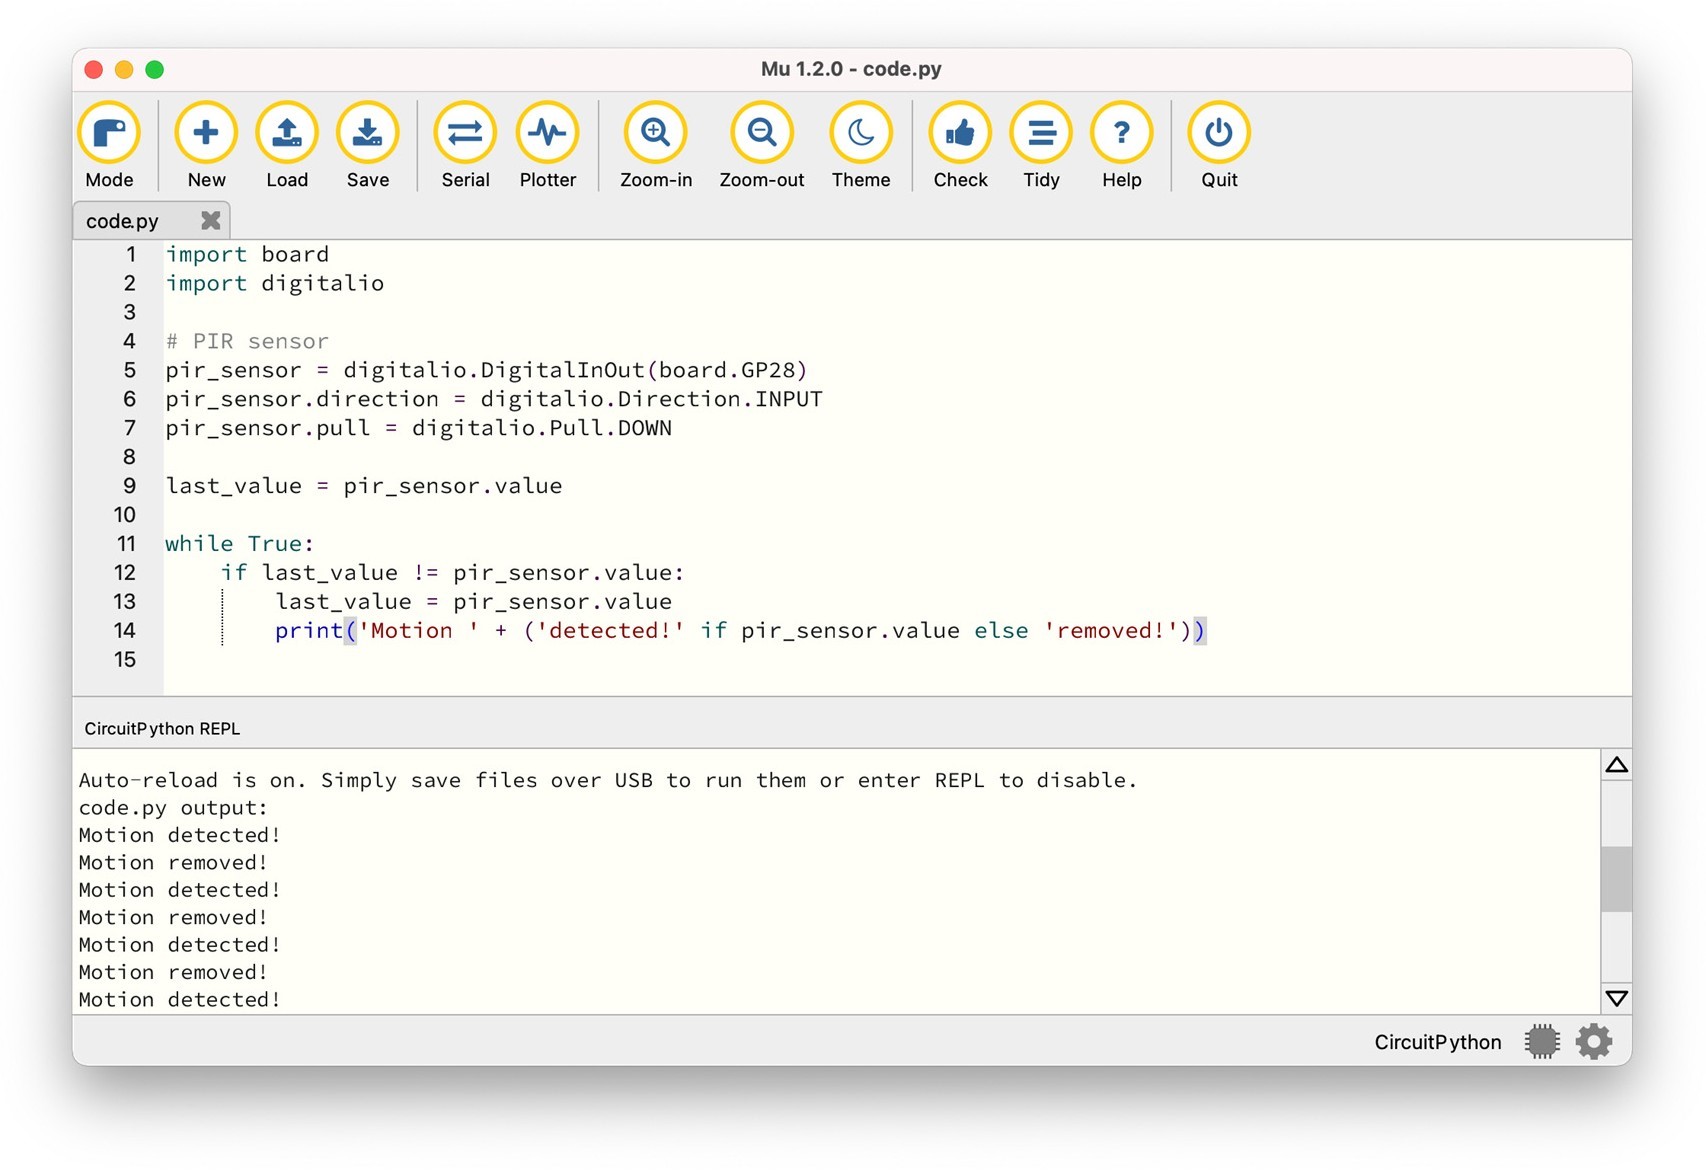 Mu 1.2.0 - code.py
Mode New Load Save Serial Plotter Zoom-in Zoom-out Theme Check Tidy ? Help Quit
code.py
1 import board
2 import digitalio
3
4 # PIR sensor
5 pir_sensor = digitalio.DigitalInOut(board.GP28)
6 pir_sensor.direction = digitalio.Direction.INPUT
7 pir_sensor.pull = digitalio.Pull.DOWN
8
9 last_value = pir_sensor.value
10
11 while True:
12     if last_value != pir_sensor.value:
13         last_value = pir_sensor.value
14         print('Motion ' + ('detected!' if pir_sensor.value else 'removed!'))
15
CircuitPython REPL
Auto-reload is on. Simply save files over USB to run them or enter REPL to disable.
code.py output:
Motion detected!
Motion removed!
Motion detected!
Motion removed!
Motion detected!
Motion removed!
Motion detected!
CircuitPython